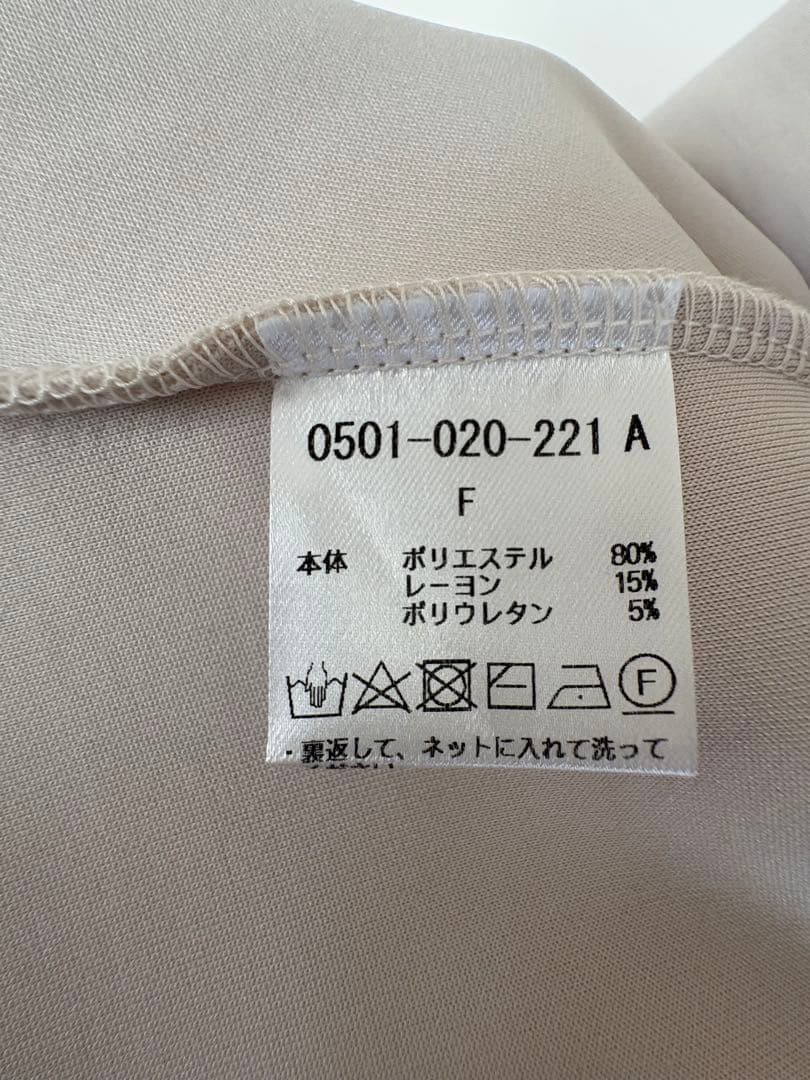 0501-020-221 A
F
本体 ポリエステル 80%
レーヨン 15%
ポリウレタン 5%
F
・裏返して、ネットに入れて洗って